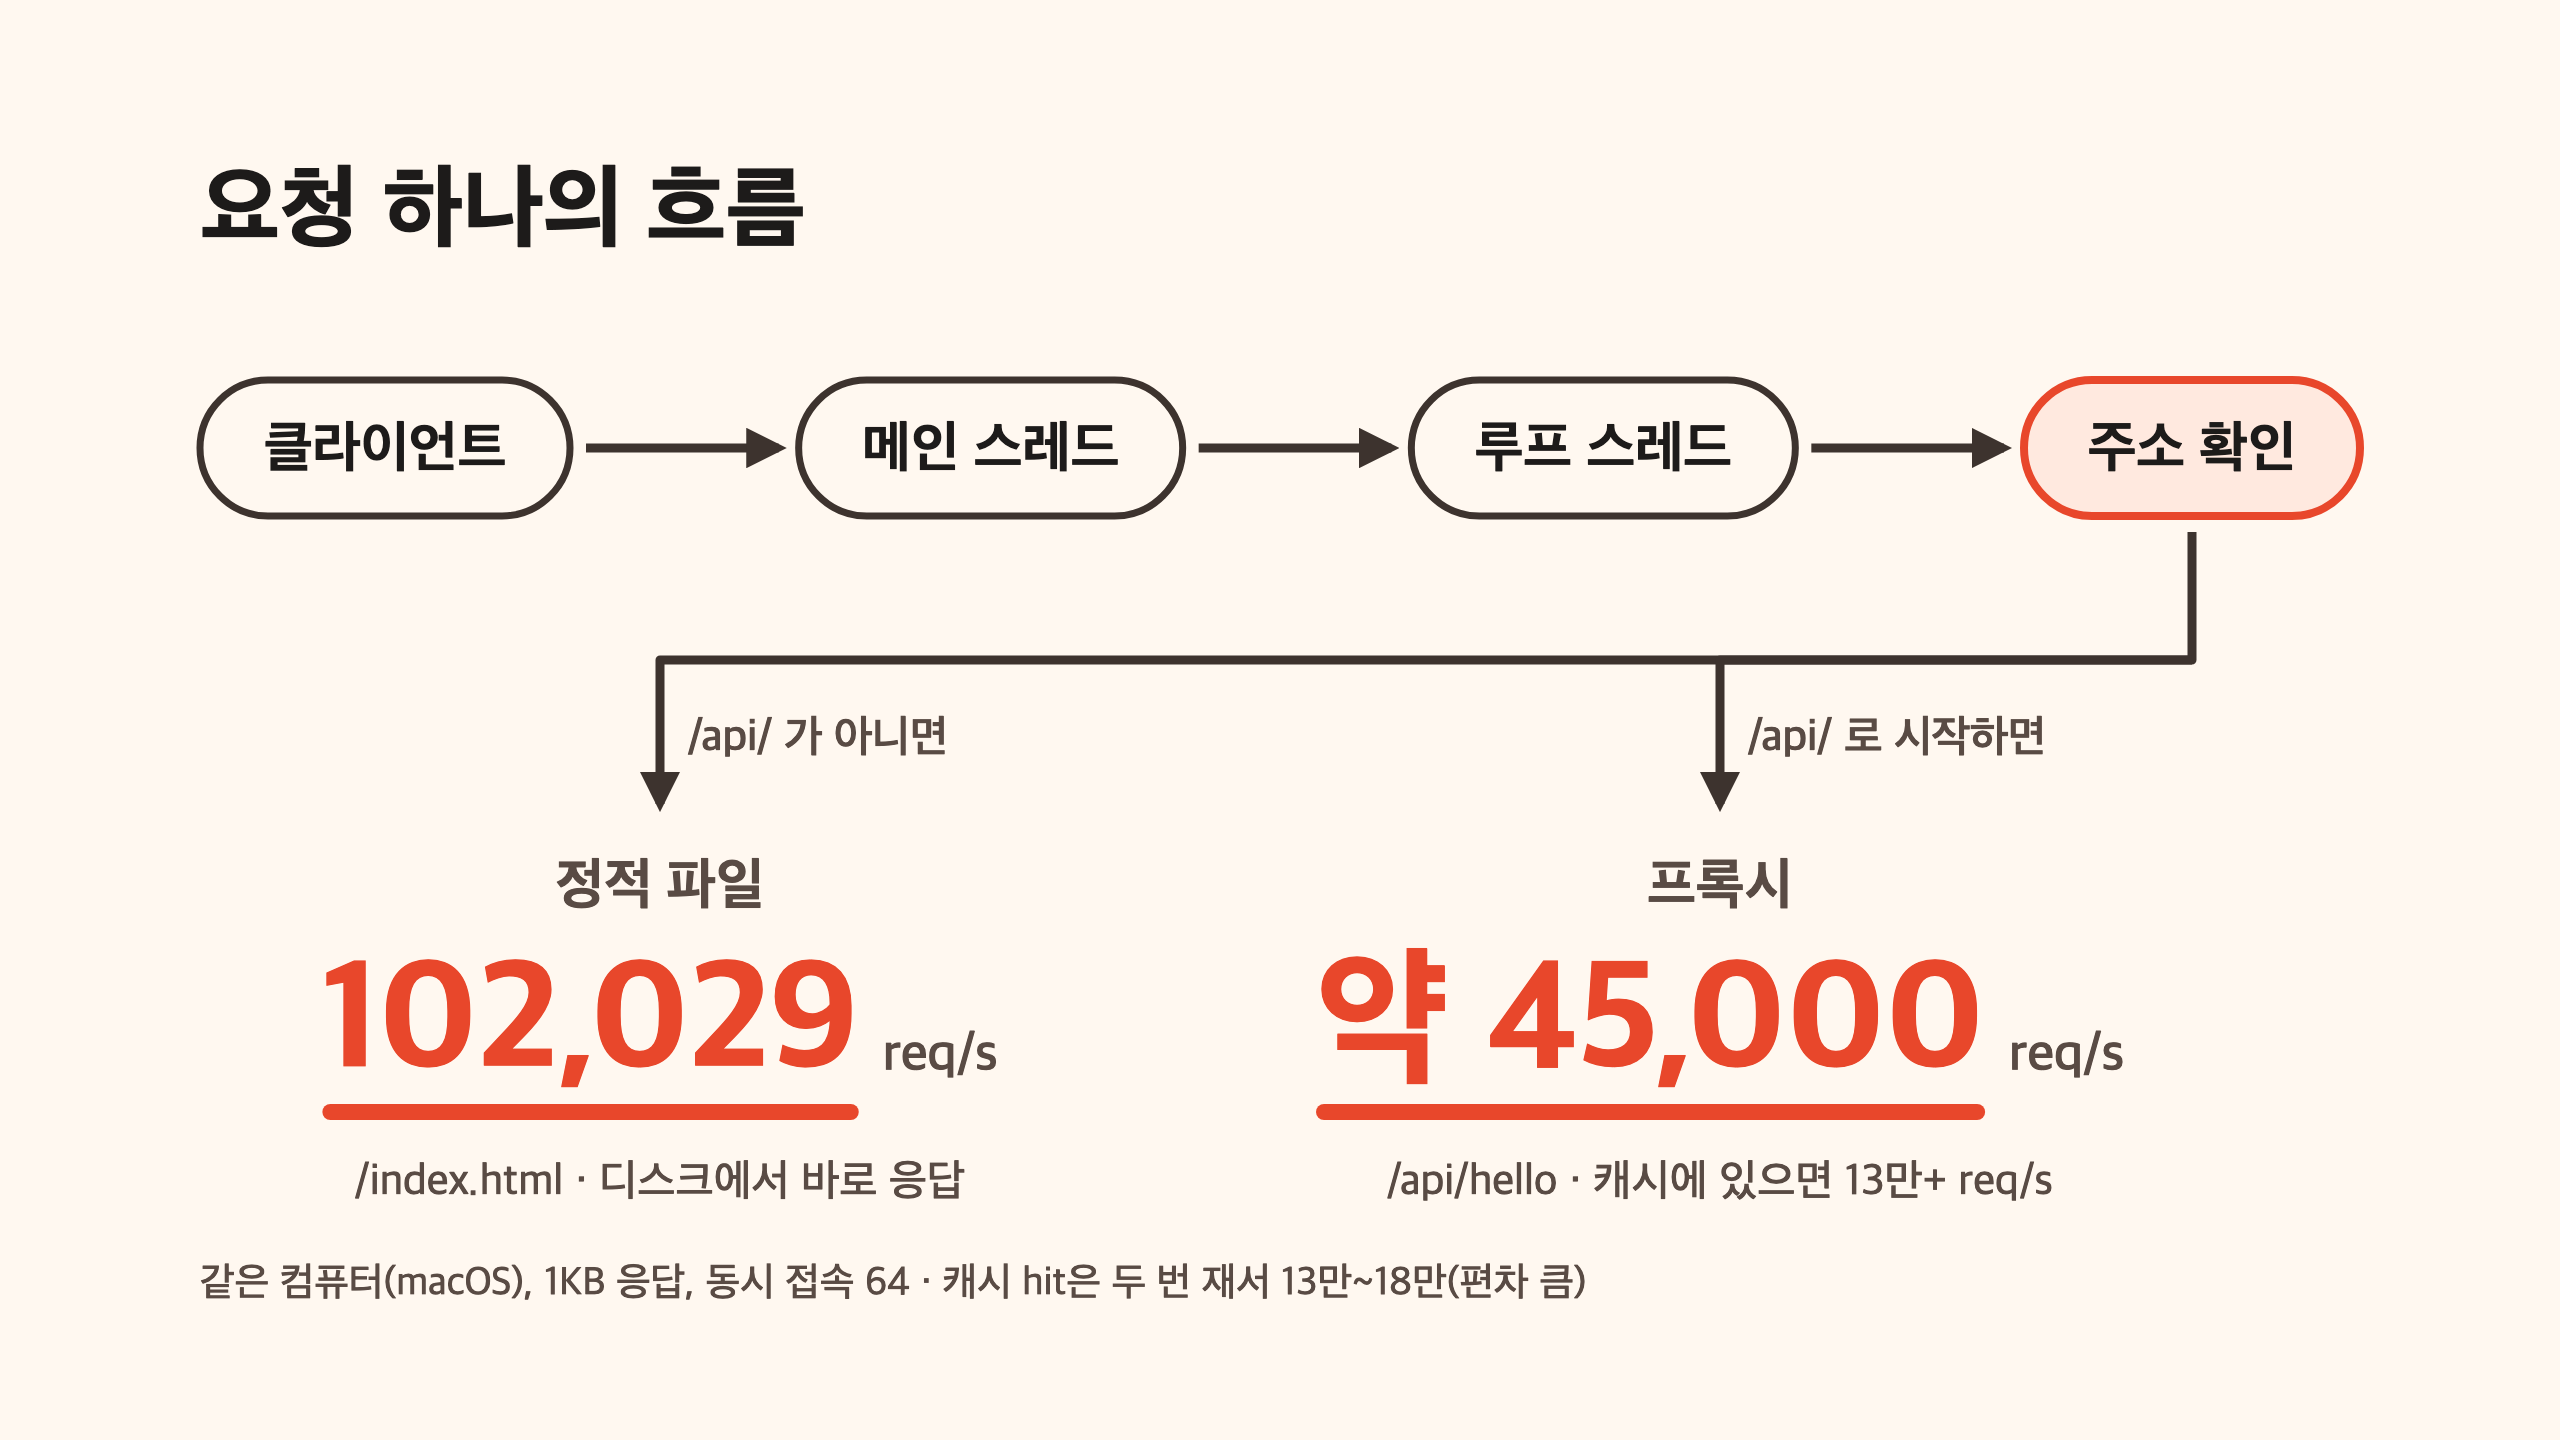 요청 하나의 흐름
클라이언트
메인 스레드
루프 스레드
주소 확인
/api/ 가 아니면
/api/ 로 시작하면
정적 파일
프록시
102,029 req/s
약 45,000 req/s
/index.html · 디스크에서 바로 응답
/api/hello · 캐시에 있으면 13만+ req/s
같은 컴퓨터(macOS), 1KB 응답, 동시 접속 64 · 캐시 hit은 두 번 재서 13만~18만(편차 큼)